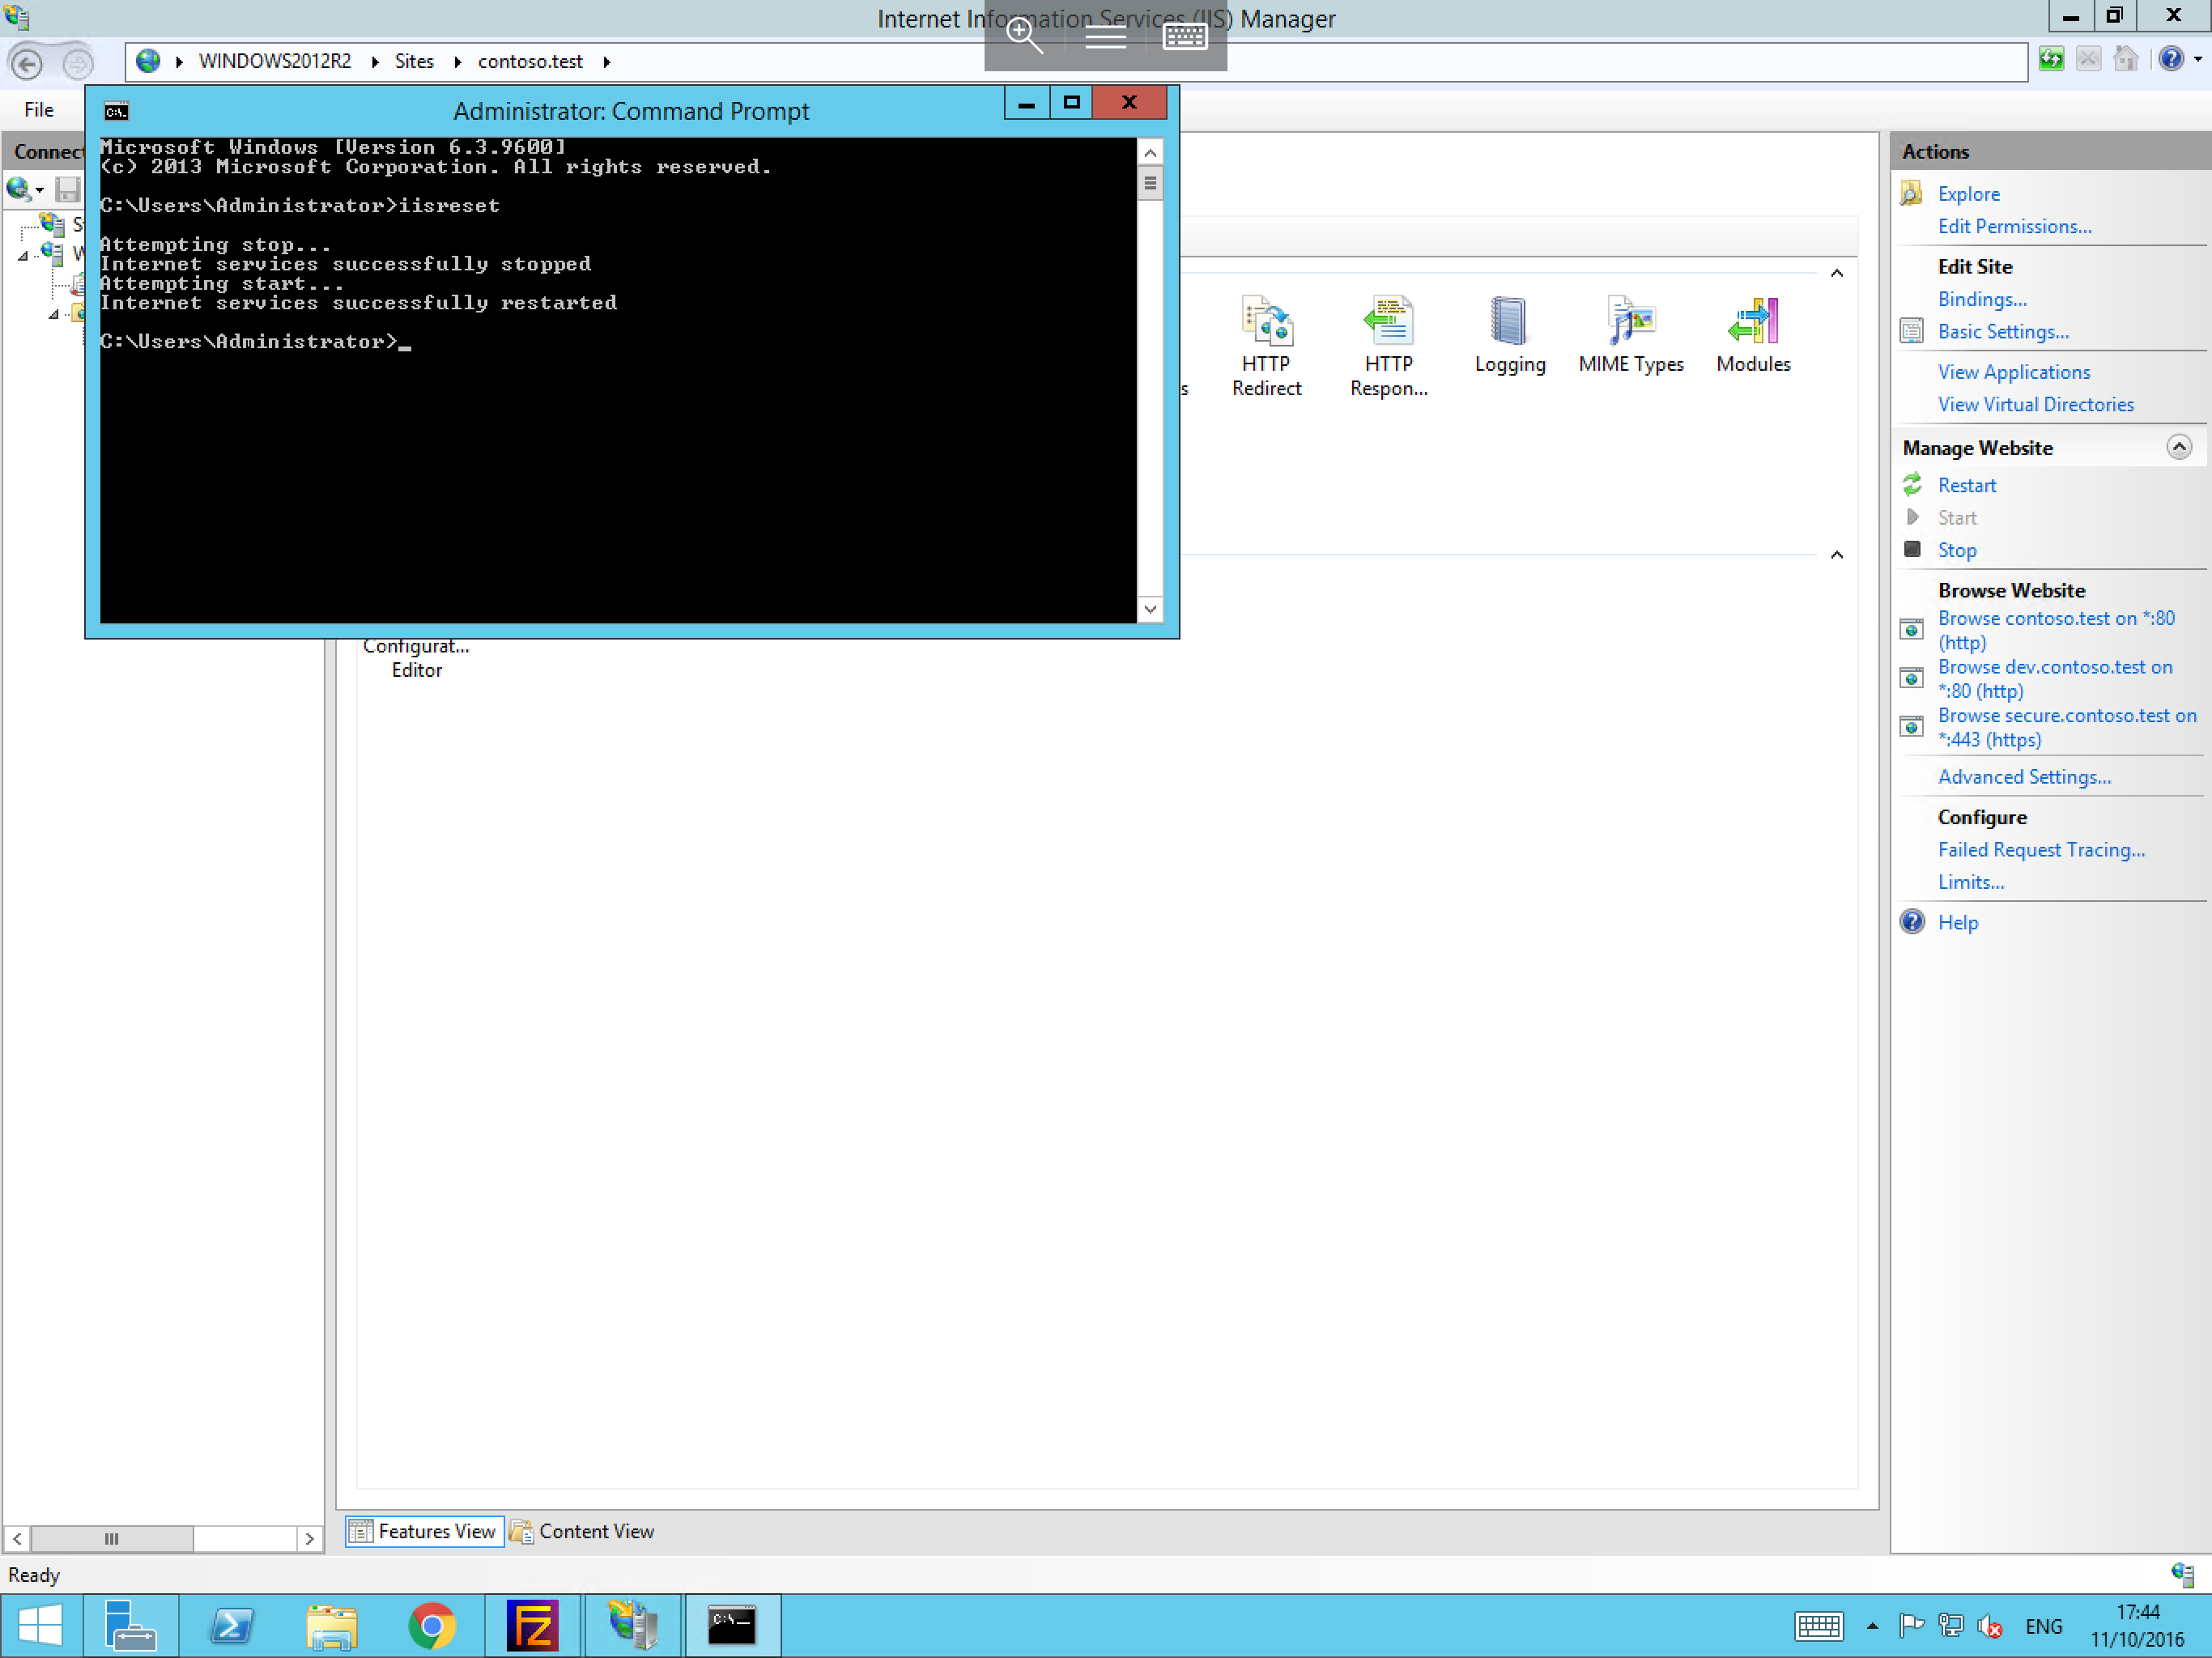 Internet Information Services (IIS) Manager
WINDOWS2012R2
Sites
contoso.test
File
Administrator: Command Prompt
Connect
Microsoft Windows [Version 6.3.9600]
(c) 2013 Microsoft Corporation. All rights reserved.
C:\Users\Administrator>iisreset
Attempting stop...
Internet services successfully stopped
Attempting start...
Internet services successfully restarted
C:\Users\Administrator>_
HTTP
Redirect
HTTP
Respon...
Logging
MIME Types
Modules
Configurat...
Editor
Actions
Explore
Edit Permissions...
Edit Site
Bindings...
Basic Settings...
View Applications
View Virtual Directories
Manage Website
Restart
Start
Stop
Browse Website
Browse contoso.test on *:80
(http)
Browse dev.contoso.test on
*:80 (http)
Browse secure.contoso.test on
*:443 (https)
Advanced Settings...
Configure
Failed Request Tracing...
Limits...
Help
Features View
Content View
Ready
ENG
17:44
11/10/2016